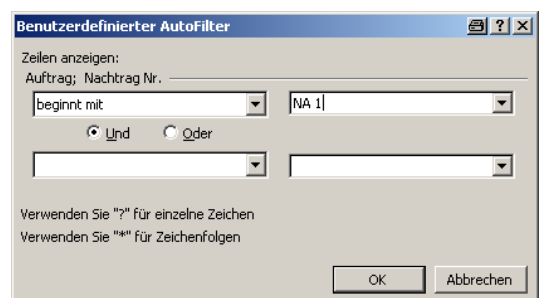 Benutzerdefinierter AutoFilter
Zeilen anzeigen:
Auftrag; Nachtrag Nr.
beginnt mit NA 1
Und Oder
Verwenden Sie "?" für einzelne Zeichen
Verwenden Sie "*" für Zeichenfolgen
OK Abbrechen